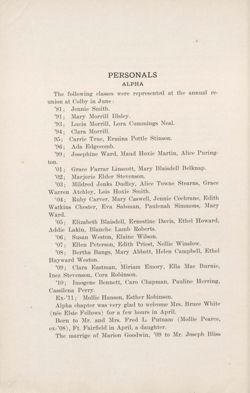 PERSONALS
ALPHA
The following classes were represented at the annual re-
union at Colby in June:
'81; Jennie Smith.
'91; Mary Morrill Illsley.
'93; Lucia Morrill, Lora Cummings Neal.
'94; Clara Morrill.
'95; Carrie True, Ermina Pottle Stinson.
'96; Ada Edgecomb.
'99; Josephine Ward, Maud Hoxie Martin, Alice Puring-
ton.
'01; Grace Farrar Linscott, Mary Blaisdell Belknap.
'02; Marjorie Elder Stevenson.
'03; Mildred Jenks Dudley, Alice Towne Stearns, Grace
Warren Atchley, Lois Hoxie Smith.
'04; Ruby Carver, Mary Caswell, Jennie Cochrane, Edith
Watkins Chester, Eva Salsman, Paulenah Simmons, Mary
Ward.
'05; Elizabeth Blaisdell, Ernestine Davis, Ethel Howard,
Addie Lakin, Blanche Lamb Roberts.
'06; Susan Weston, Elaine Wilson.
'07; Ellen Peterson, Edith Priest, Nellie Winslow.
'08; Bertha Bangs, Mary Abbott, Helen Campbell, Ethel
Hayward Weston.
'09; Clara Eastman, Miriam Emory, Ella Mae Burnie,
Inez Stevenson, Corn Robinson.
'10; Imogene Bennett, Caro Chapman, Pauline Herring,
Cassilena Perry.
Ex-'11; Mollie Hanson, Esther Robinson.
Alpha chapter was very glad to welcome Mrs. Bruce White
(née Elsie Fellows) for a few hours in April.
Born to Mr. and Mrs. Fred L. Putnam (Mollie Pearce,
ex-'08), Ft. Fairfield in April, a daughter.
The marrige of Marion Goodwin, '08 to Mr. Joseph Bliss